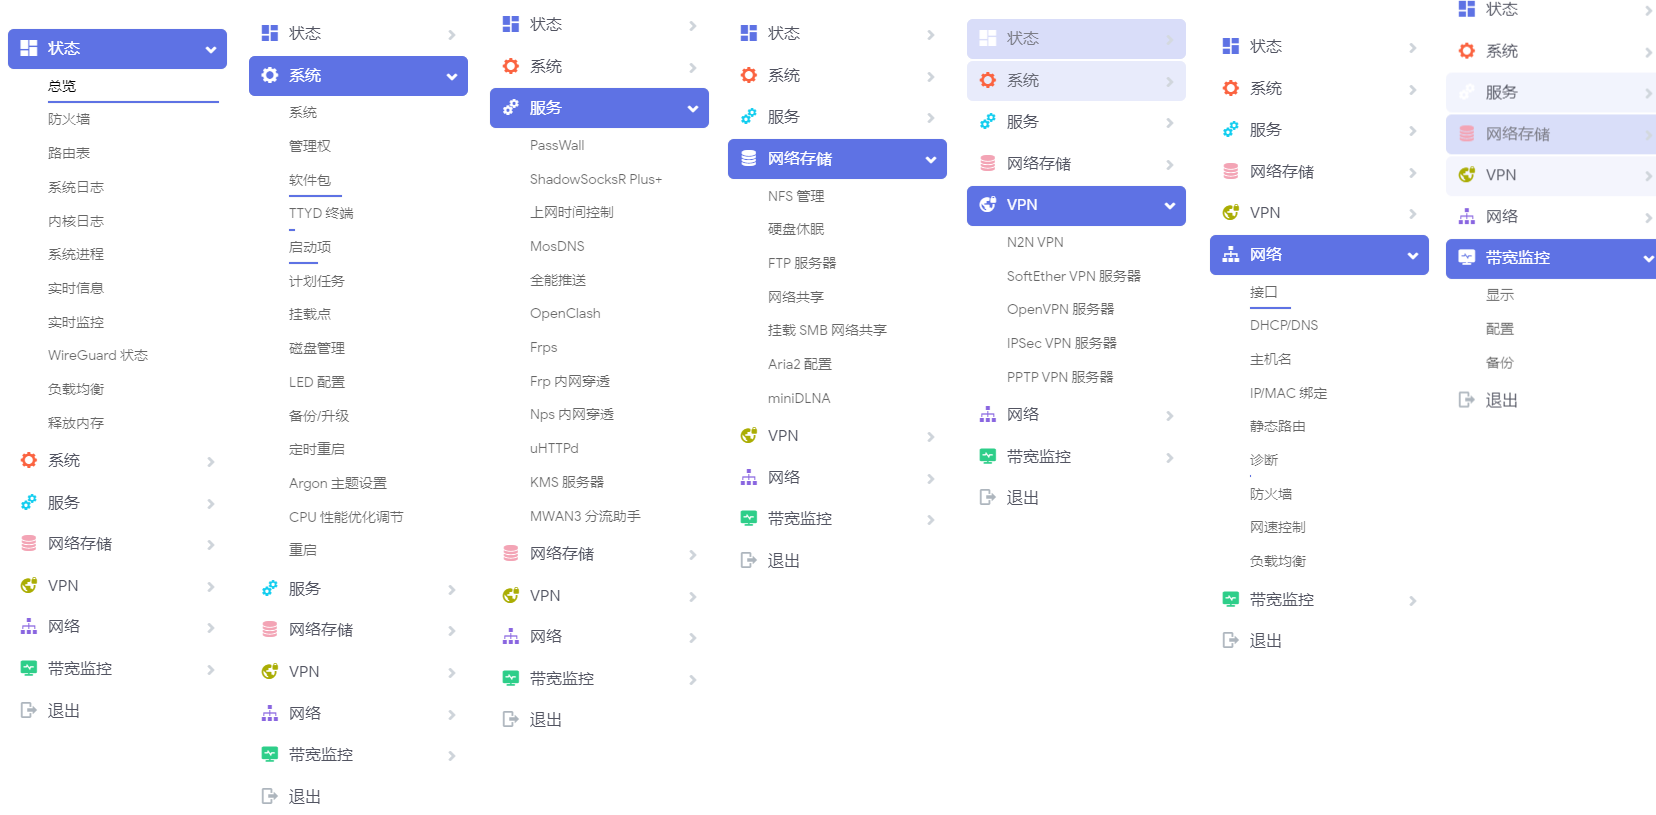 状态
总览
防火墙
路由表
系统日志
内核日志
系统进程
实时信息
实时监控
WireGuard 状态
负载均衡
释放内存
系统
服务
网络存储
VPN
网络
带宽监控
退出
状态
系统
系统
管理权
软件包
TTYD 终端
启动项
计划任务
挂载点
磁盘管理
LED 配置
备份/升级
定时重启
Argon 主题设置
CPU 性能优化调节
重启
服务
网络存储
VPN
网络
带宽监控
退出
状态
系统
服务
PassWall
ShadowSocksR Plus+
上网时间控制
MosDNS
全能推送
OpenClash
Frps
Frp 内网穿透
Nps 内网穿透
uHTTPd
KMS 服务器
MWAN3 分流助手
网络存储
VPN
网络
带宽监控
退出
状态
系统
服务
网络存储
NFS 管理
硬盘休眠
FTP 服务器
网络共享
挂载 SMB 网络共享
Aria2 配置
miniDLNA
VPN
网络
带宽监控
退出
状态
系统
服务
网络存储
VPN
N2N VPN
SoftEther VPN 服务器
OpenVPN 服务器
IPSec VPN 服务器
PPTP VPN 服务器
网络
带宽监控
退出
状态
系统
服务
网络存储
VPN
网络
接口
DHCP/DNS
主机名
IP/MAC 绑定
静态路由
诊断
防火墙
网速控制
负载均衡
带宽监控
退出
状态
系统
服务
网络存储
VPN
网络
带宽监控
显示
配置
备份
退出